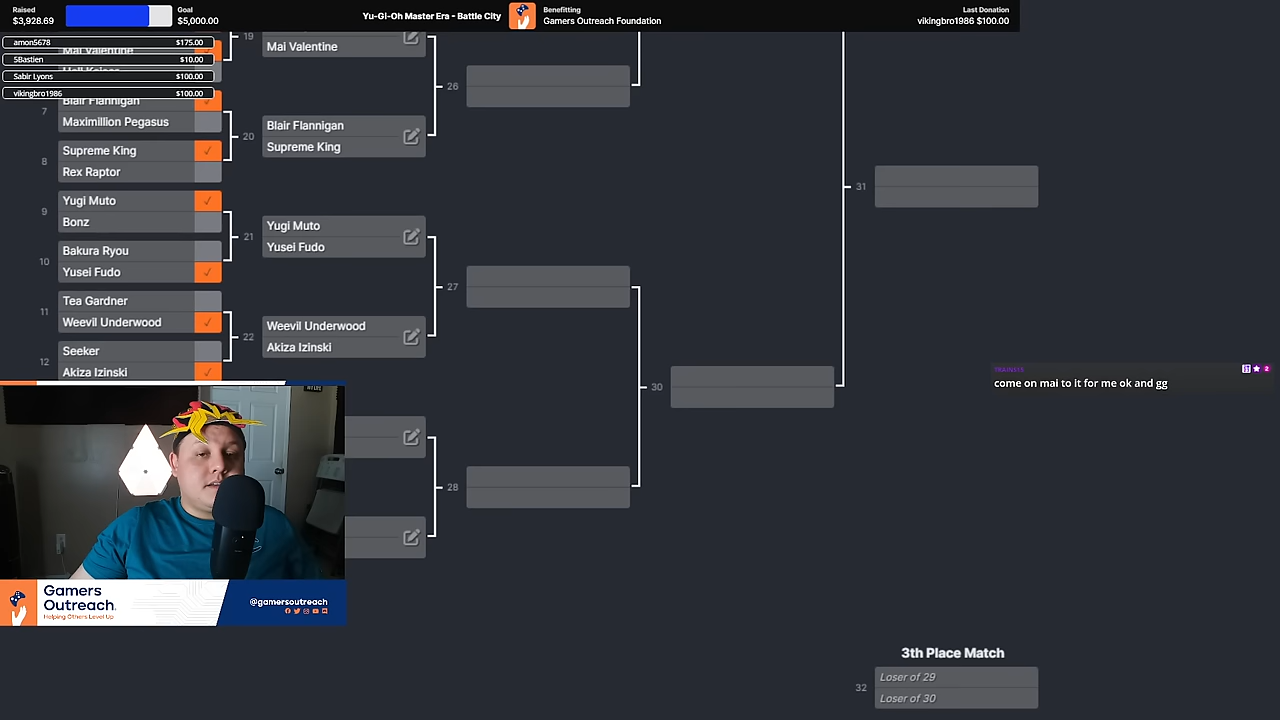 Raised
$3,928.69
Goal
$5,000.00
Yu-Gi-Oh Master Era - Battle City
Benefitting
Gamers Outreach Foundation
Last Donation
vikingbro1986 $100.00
amon5678 $175.00
5Bastien $10.00
Sabir Lyons $100.00
vikingbro1986 $100.00
Mai Valentine
7
Blair Flannigan
Maximillion Pegasus
8
Supreme King
Rex Raptor
9
Yugi Muto
Bonz
10
Bakura Ryou
Yusei Fudo
11
Tea Gardner
Weevil Underwood
12
Seeker
Akiza Izinski
19
Mai Valentine
20
Blair Flannigan
Supreme King
21
Yugi Muto
Yusei Fudo
22
Weevil Underwood
Akiza Izinski
26
27
28
30
31
come on mai to it for me ok and gg
Gamers
Outreach
Helping Others Level Up
@gamersoutreach
3th Place Match
32
Loser of 29
Loser of 30